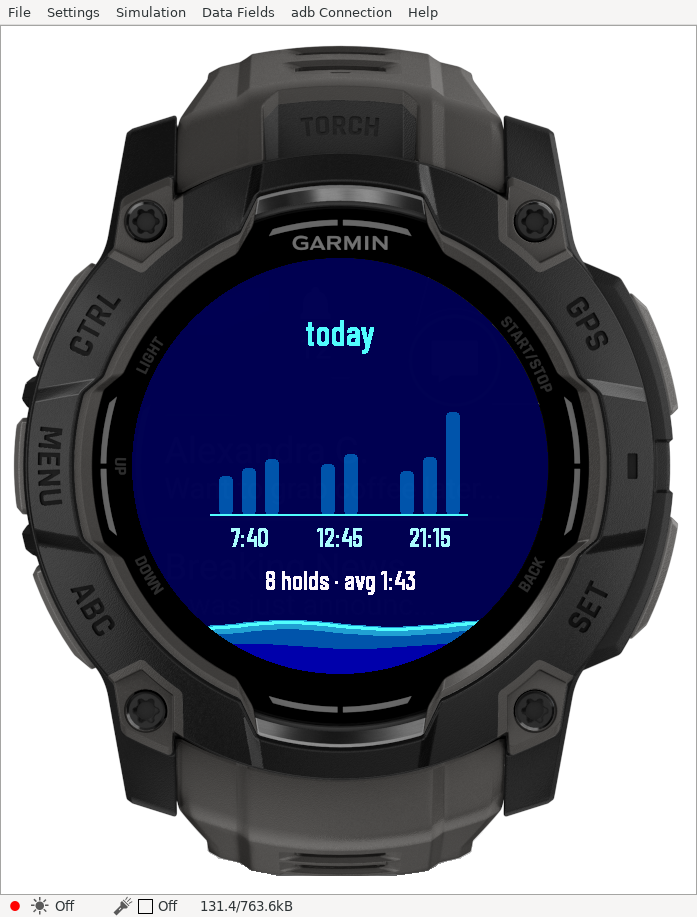 File Settings Simulation Data Fields adb Connection Help
TORCH
GARMIN
CTRL
GPS
LIGHT
START/STOP
today
MENU
UP
7:40 12:45 21:15
8 holds · avg 1:43
DOWN
BACK
ABC
SET
Off Off 131.4/763.6kB